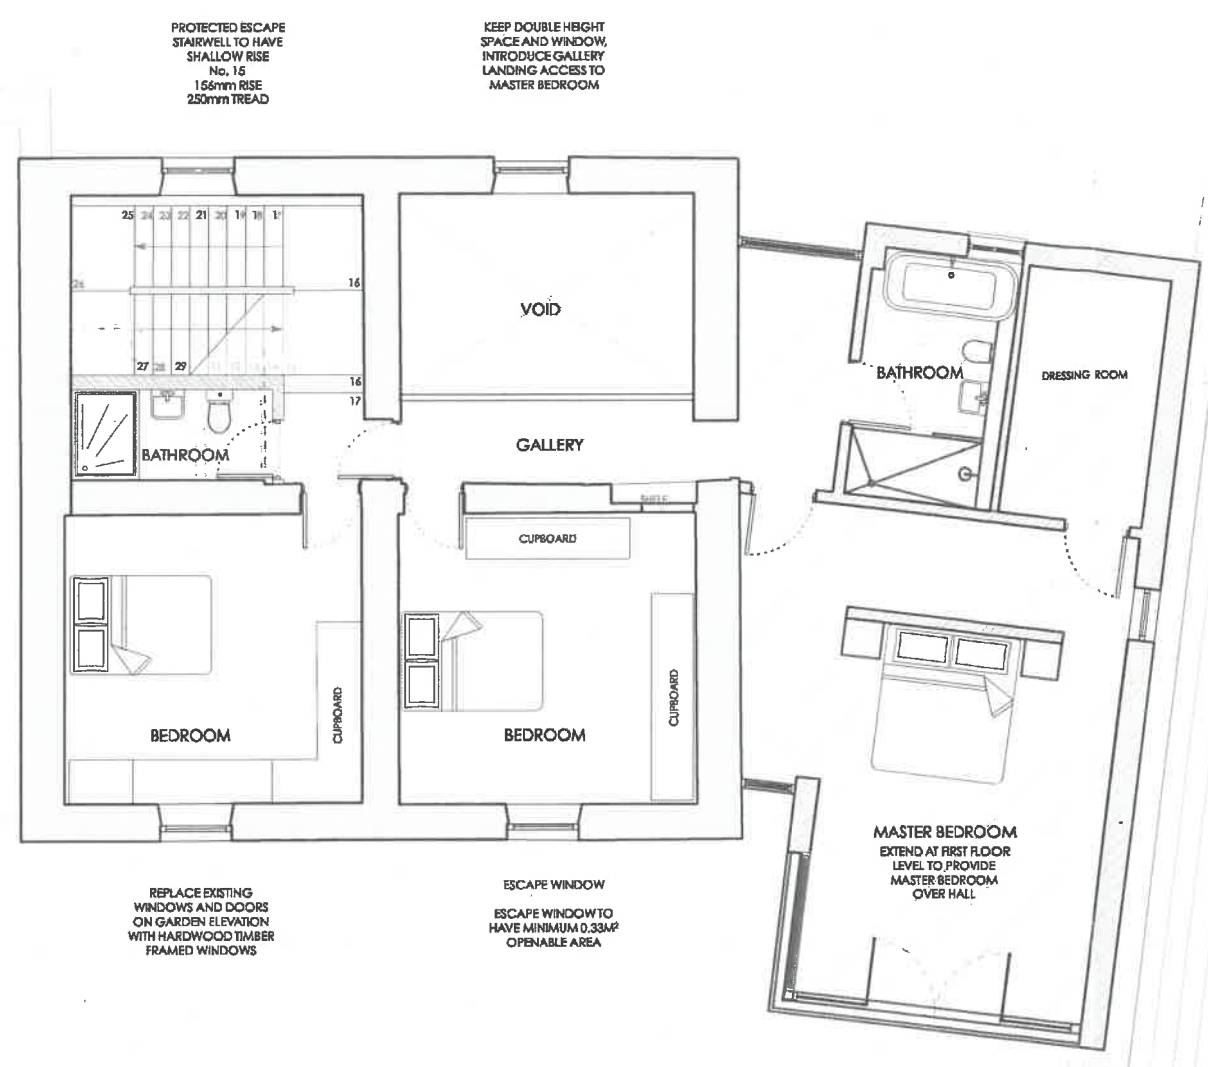 PROTECTED ESCAPE
STAIRWELL TO HAVE
SHALLOW RISE
No. 15
156mm RISE
250mm TREAD
KEEP DOUBLE HEIGHT
SPACE AND WINDOW,
INTRODUCE GALLERY
LANDING ACCESS TO
MASTER BEDROOM
25 24 23 22 21 20 19 18 17
26
16
27 28 29
16
17
VOID
BATHROOM
DRESSING ROOM
BATHROOM
GALLERY
SHELF
CUPBOARD
CUPBOARD
CUPBOARD
BEDROOM
BEDROOM
MASTER BEDROOM
EXTEND AT FIRST FLOOR
LEVEL TO PROVIDE
MASTER BEDROOM
OVER HALL
REPLACE EXISTING
WINDOWS AND DOORS
ON GARDEN ELEVATION
WITH HARDWOOD TIMBER
FRAMED WINDOWS
ESCAPE WINDOW
ESCAPE WINDOW TO
HAVE MINIMUM 0.33M²
OPENABLE AREA